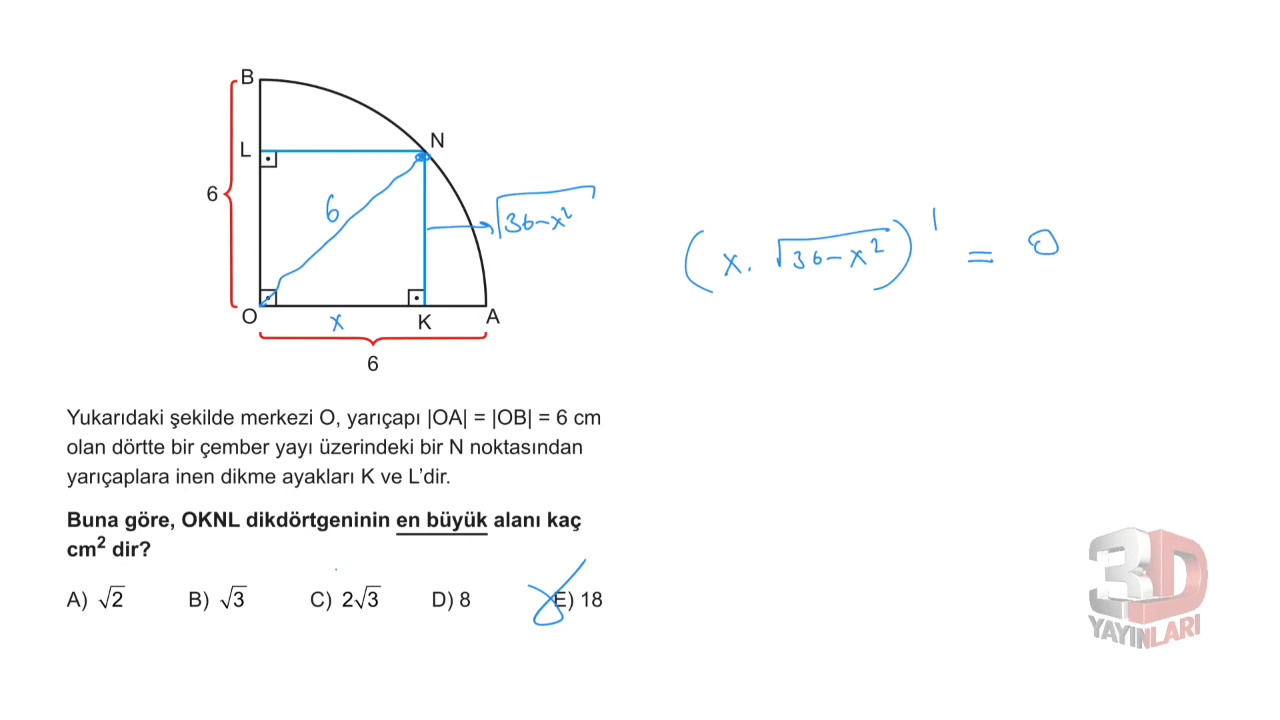 B
L
N
6
6
√36-x²
(x.√36-x²)' = 0
O
x
K
A
6
Yukarıdaki şekilde merkezi O, yarıçapı |OA| = |OB| = 6 cm
olan dörtte bir çember yayı üzerindeki bir N noktasından
yarıçaplara inen dikme ayakları K ve L'dir.
Buna göre, OKNL dikdörtgeninin en büyük alanı kaç
cm² dir?
A) √2 B) √3 C) 2√3 D) 8 E) 18
3D
YAYINLARI